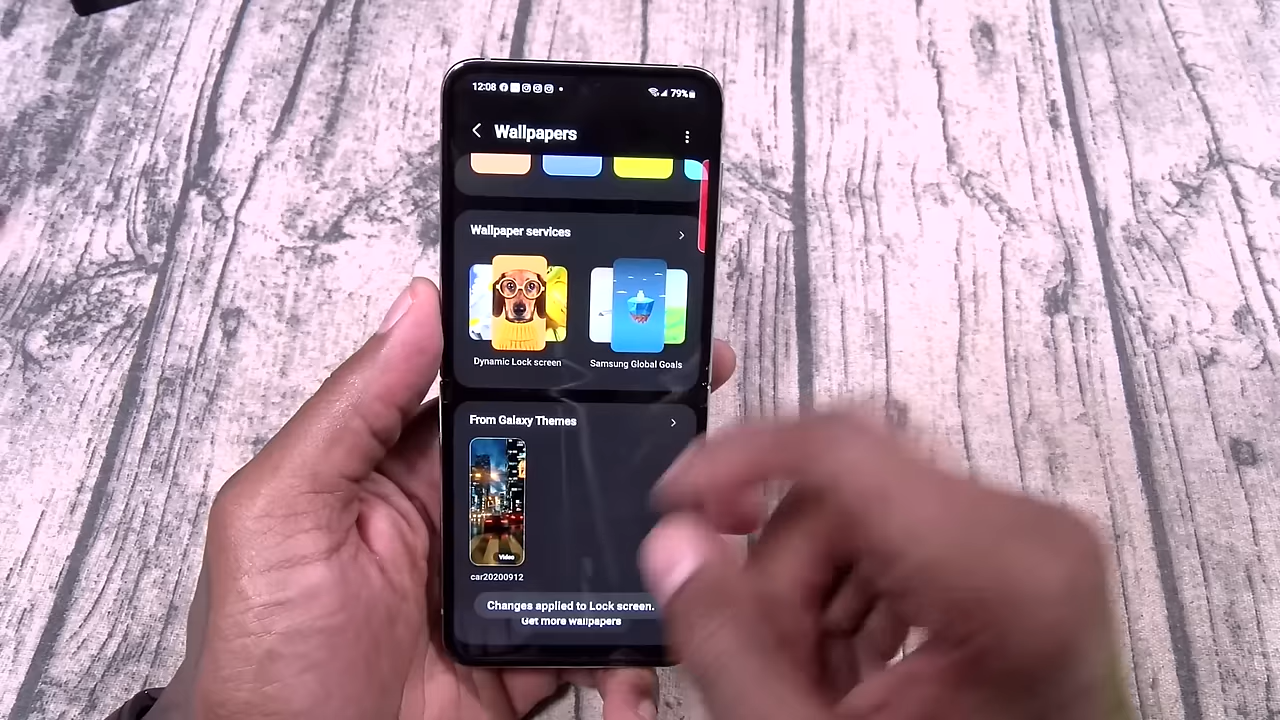 12:08
79%
Wallpapers
Wallpaper services
Dynamic Lock screen
Samsung Global Goals
From Galaxy Themes
Video
car20200912
Changes applied to Lock screen.
Get more wallpapers